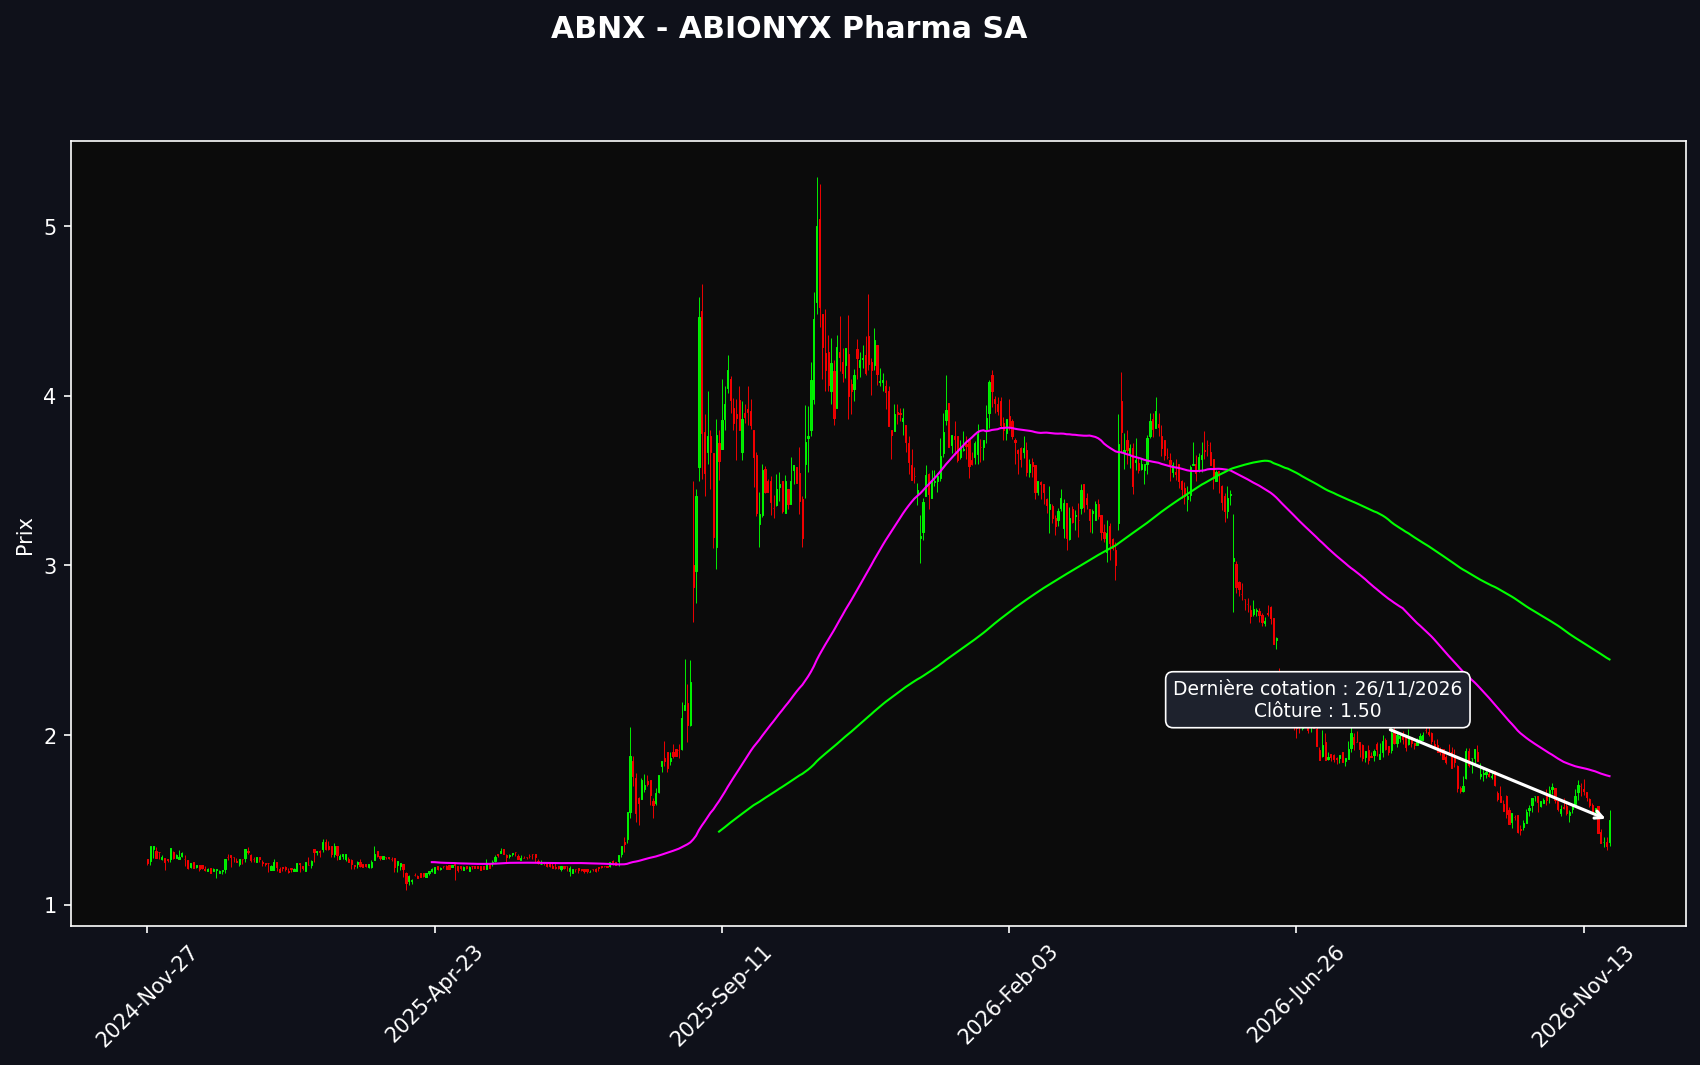 ABNX - ABIONYX Pharma SA
Prix
5
4
3
2
1
Dernière cotation : 26/11/2026
Clôture : 1.50
2024-Nov-27
2025-Apr-23
2025-Sep-11
2026-Feb-03
2026-Jun-26
2026-Nov-13